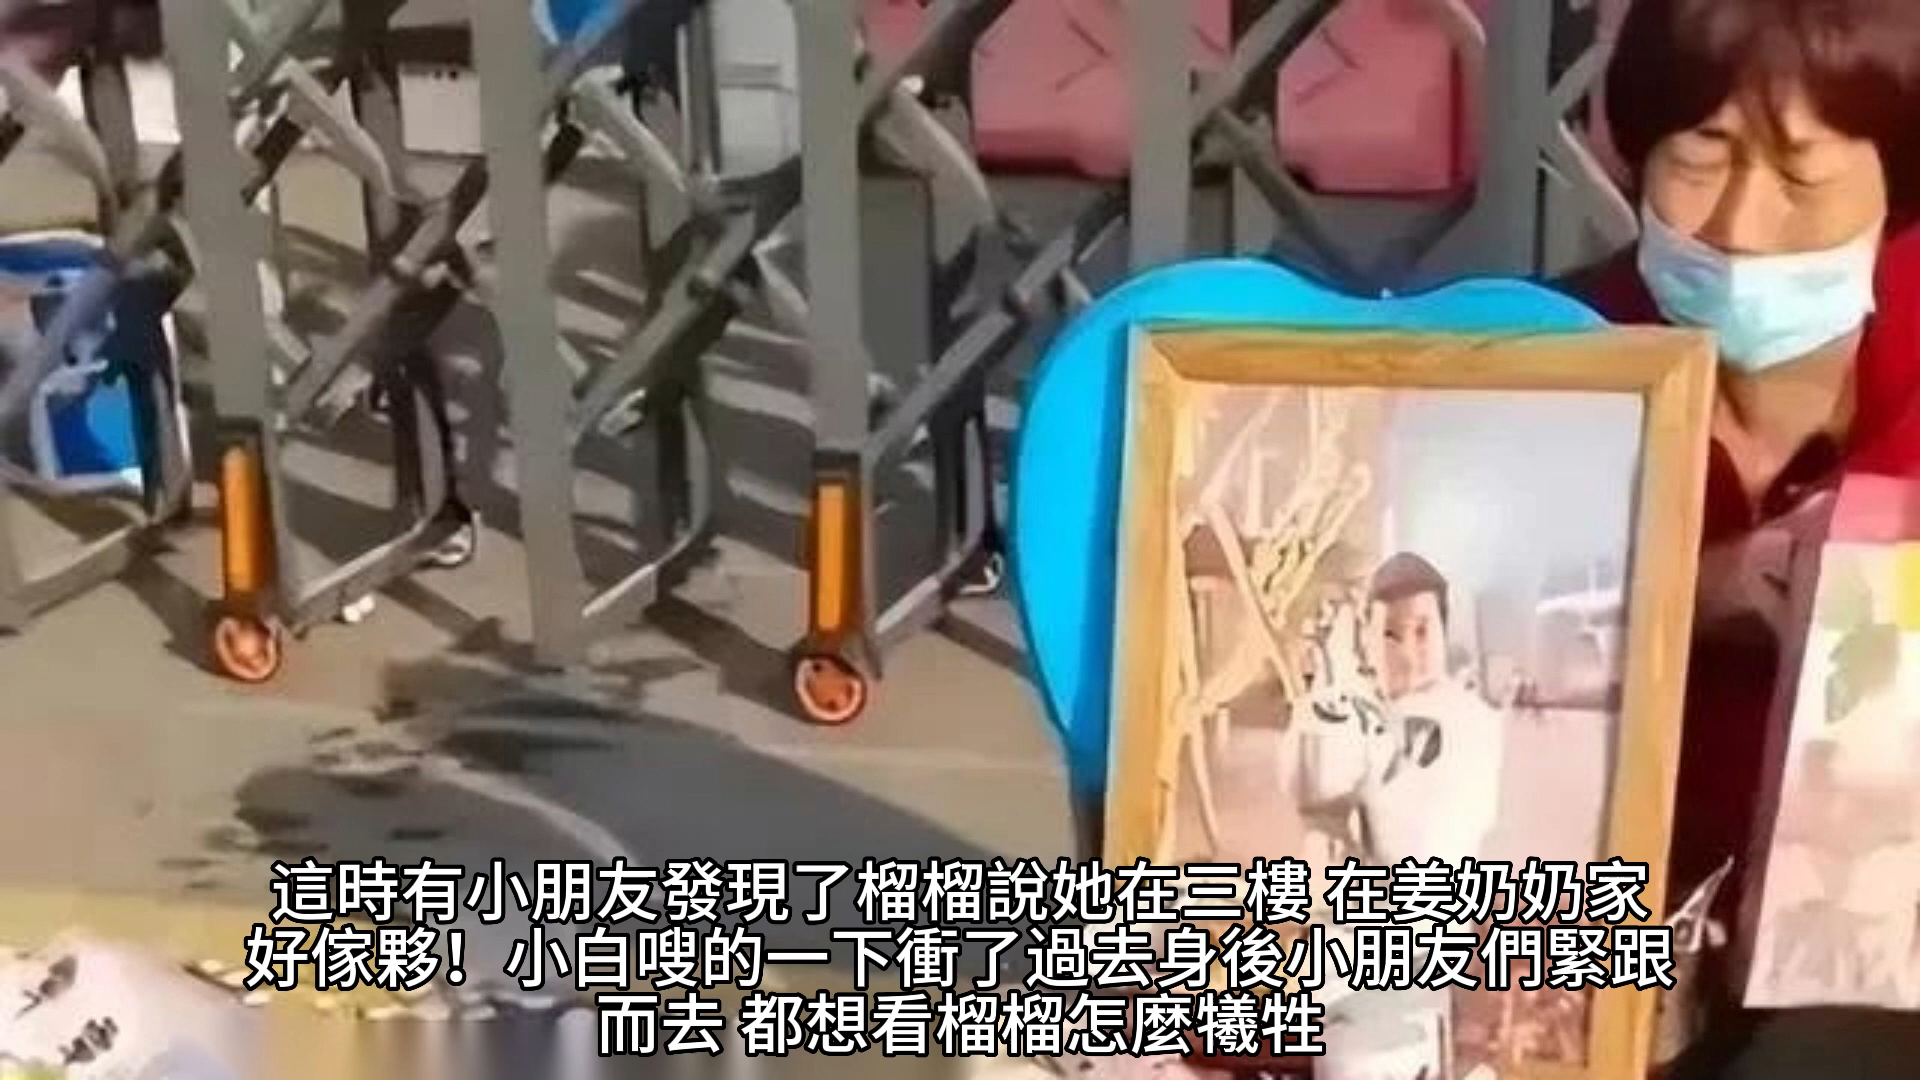 這時有小朋友發現了榴榴說她在三樓 在姜奶奶家
好傢夥！小白嗖的一下衝了過去身後小朋友們緊跟
而去 都想看榴榴怎麼犧牲